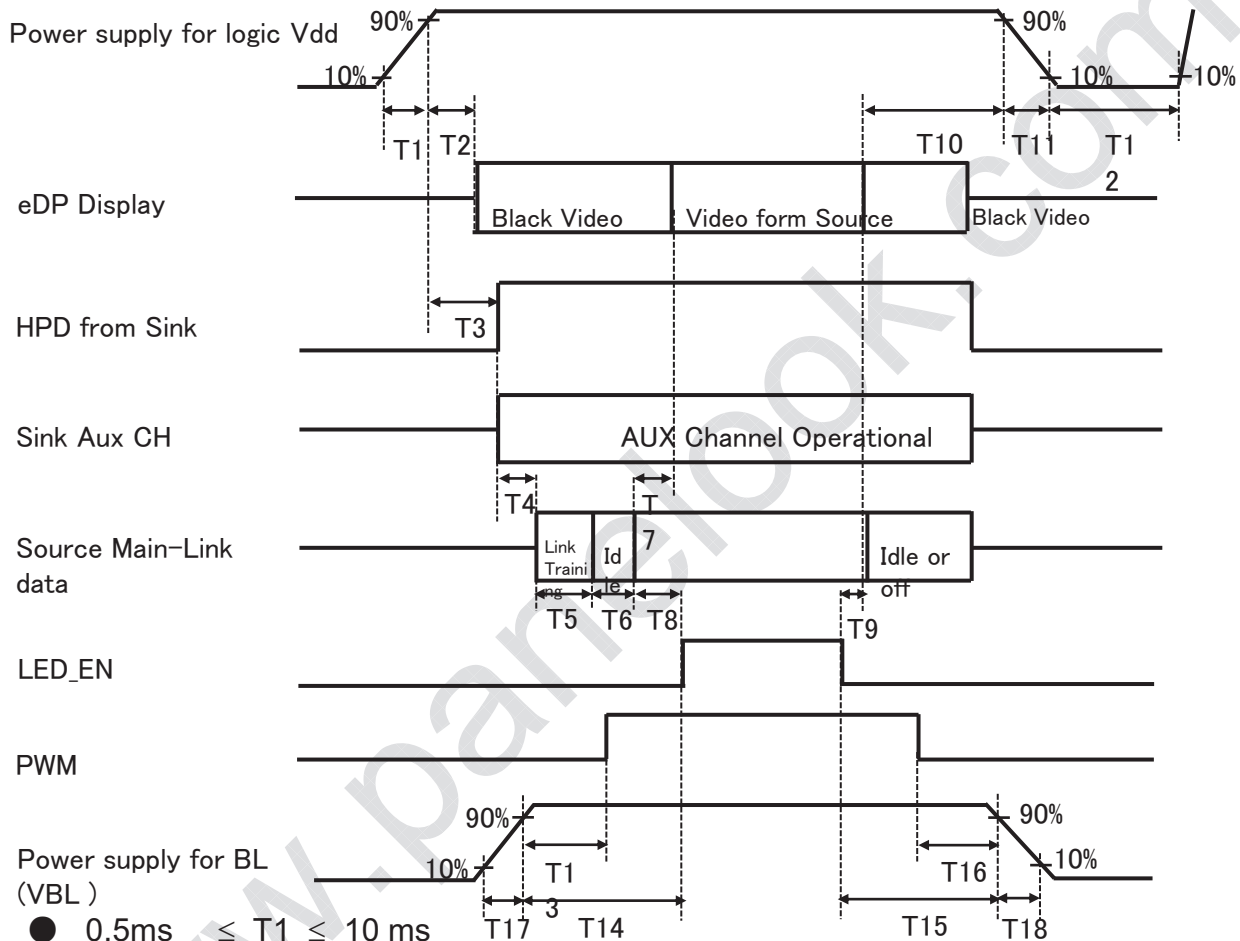 Power supply for logic Vdd
90%
90%
10%
10%
10%
T1
T2
T10
T11
T1
2
eDP Display
Black Video
Video form Source
Black Video
HPD from Sink
T3
Sink Aux CH
AUX Channel Operational
T4
T
7
Source Main-Link
data
Link
Traini
ng
Id
le
Idle or
off
T5
T6
T8
T9
LED_EN
PWM
90%
90%
Power supply for BL
(VBL )
10%
10%
T1
3
T16
T17
T14
T15
T18
● 0.5ms ≤ T1 ≤ 10 ms
www.panelook.com